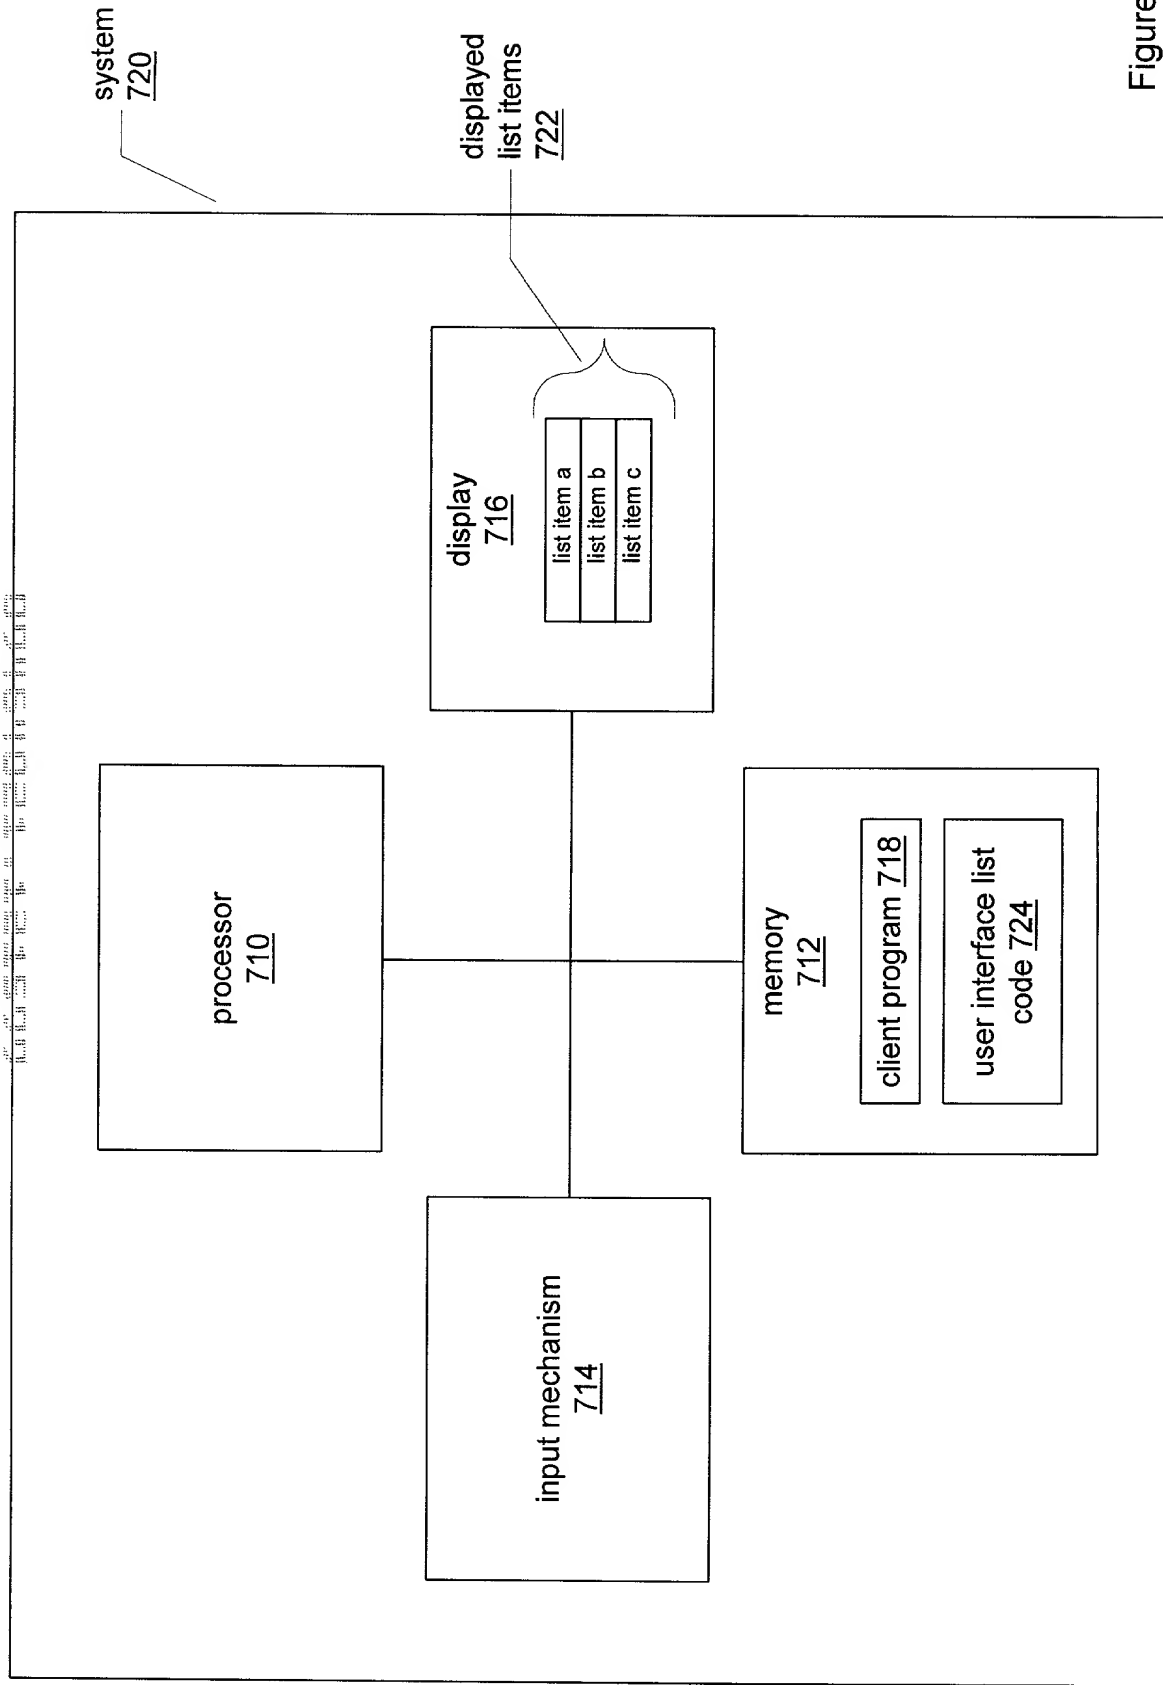 system
720
processor
710
input mechanism
714
display
716
list item a
list item b
list item c
displayed
list items
722
memory
712
client program 718
user interface list
code 724
Figure